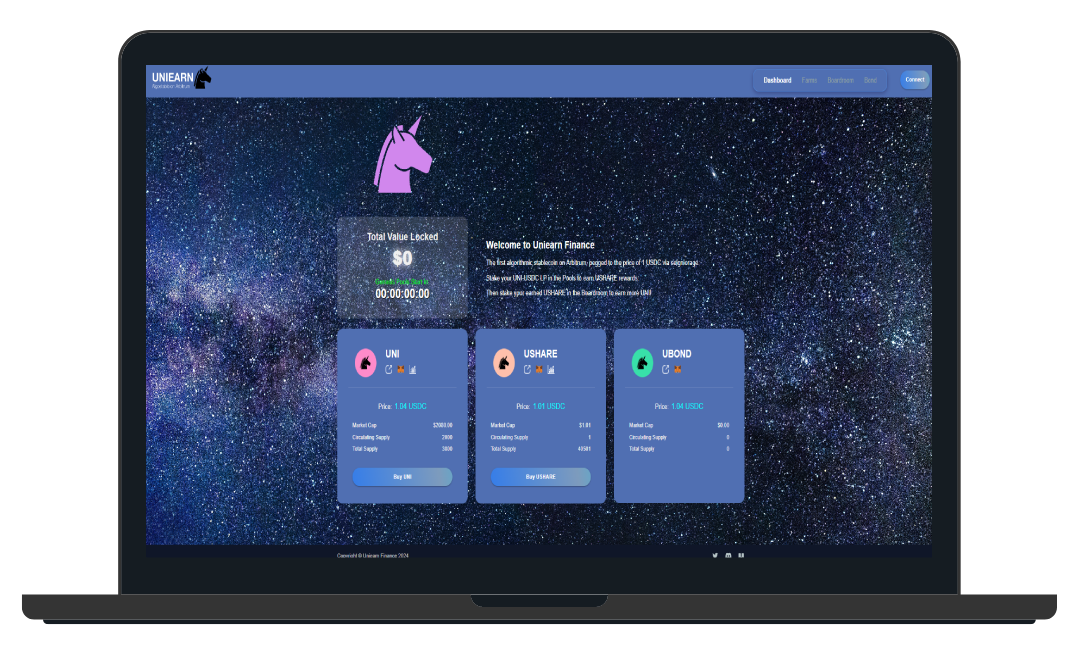 UNIEARN
Dashboard Farms Boardroom Bond
Connect
Total Value Locked
$0
Genesis Pools Start In
00:00:00:00
Welcome to Uniearn Finance
The first algorithmic stablecoin on Arbitrum, pegged to the price of 1 USDC via seigniorage.
Stake your UNI-USDC LP in the Pools to earn USHARE rewards.
Then stake your earned USHARE in the Boardroom to earn more UNI!
UNI
Price: 1.04 USDC
Market Cap $2080.00
Circulating Supply 2000
Total Supply 3000
Buy UNI
USHARE
Price: 1.01 USDC
Market Cap $1.01
Circulating Supply 1
Total Supply
Buy USHARE
UBOND
Price: 1.04 USDC
Market Cap $0.00
Circulating Supply 0
Total Supply 0
Copyright © Uniearn Finance 2024